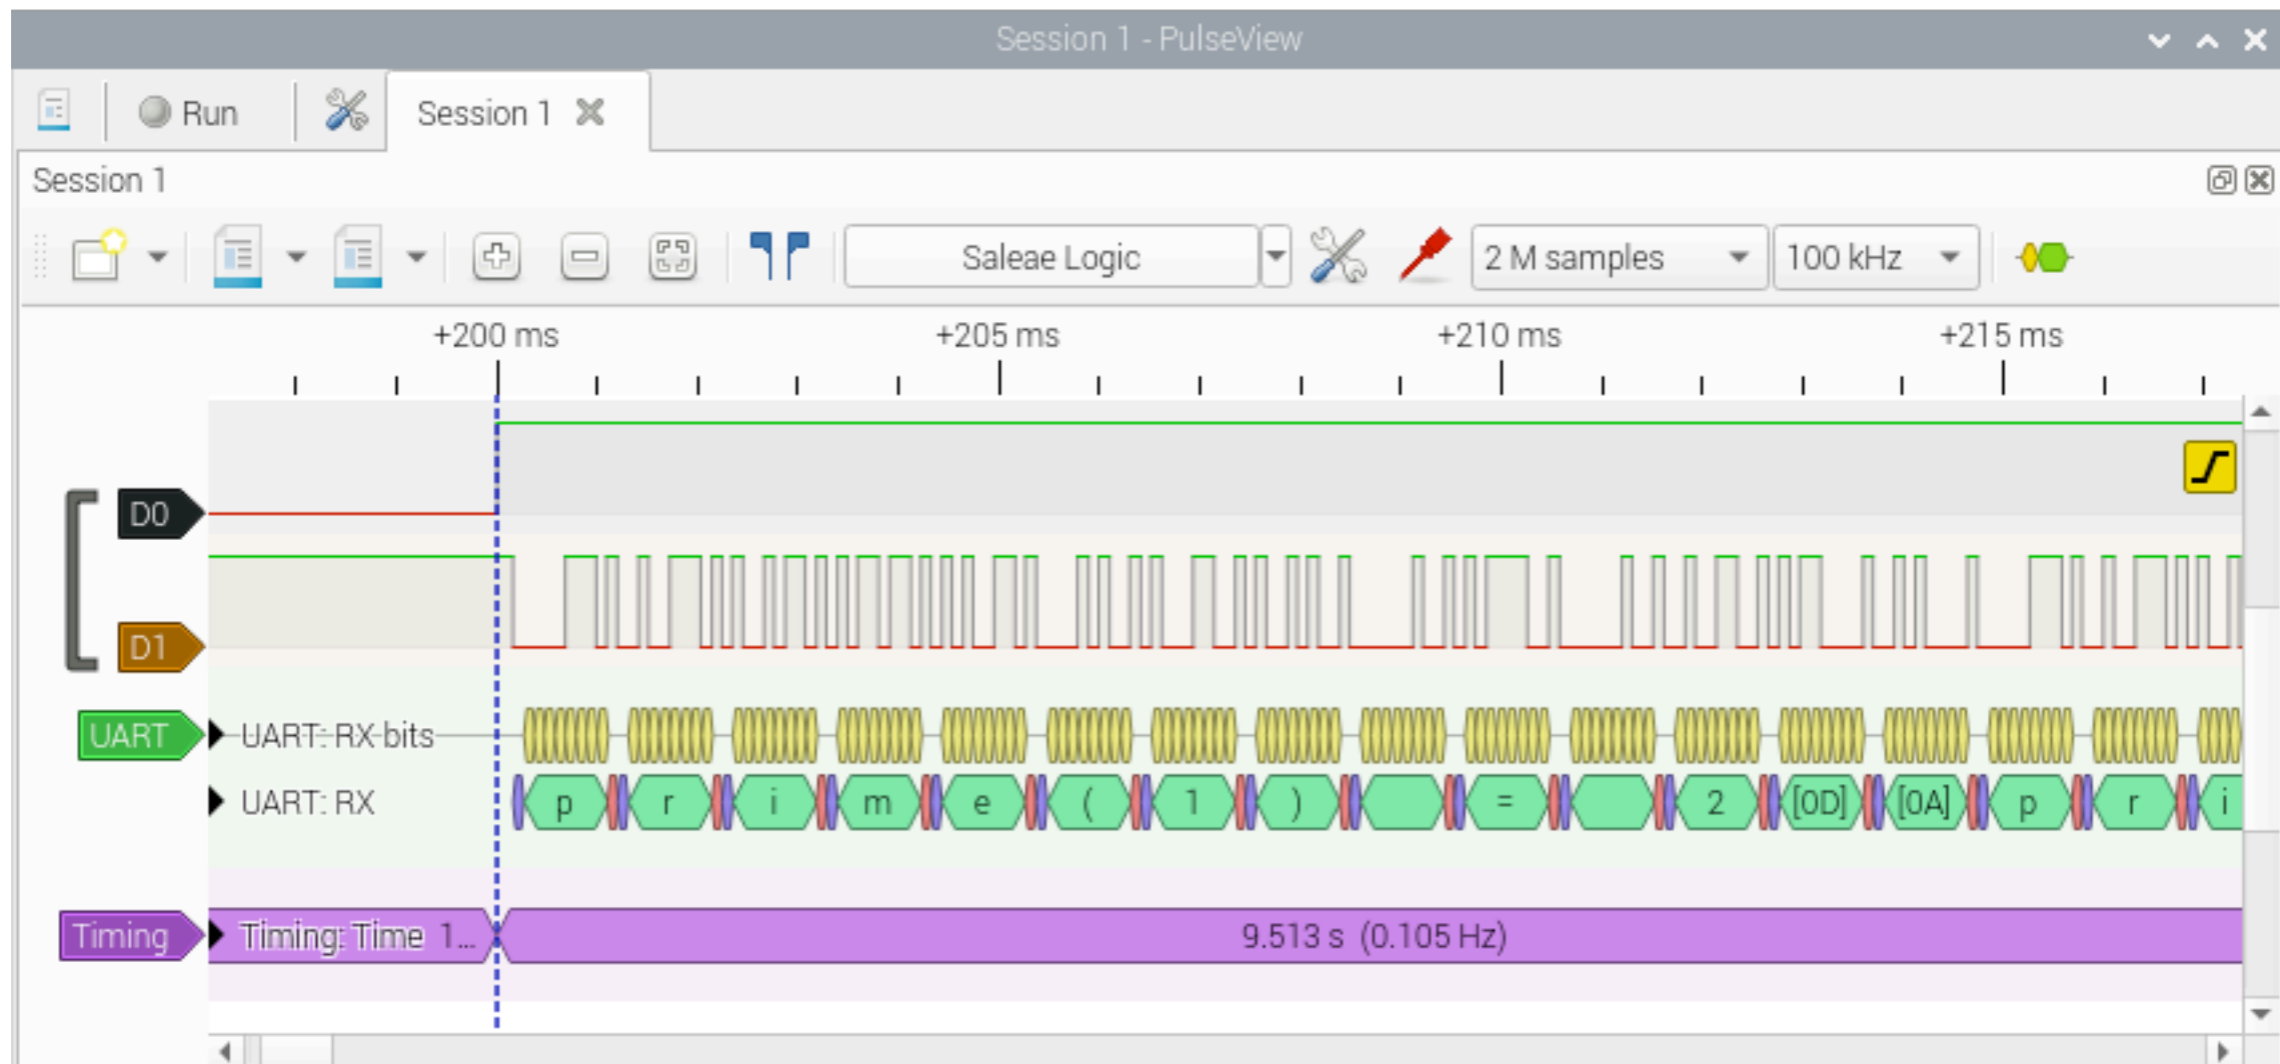 Session 1 - PulseView
Run Session 1
Session 1
Saleae Logic 2 M samples 100 kHz
+200 ms +205 ms +210 ms +215 ms
D0
D1
UART UART: RX bits
UART: RX p r i m e ( 1 ) = 2 [0D] [0A] p r i
Timing Timing: Time 1... 9.513 s (0.105 Hz)